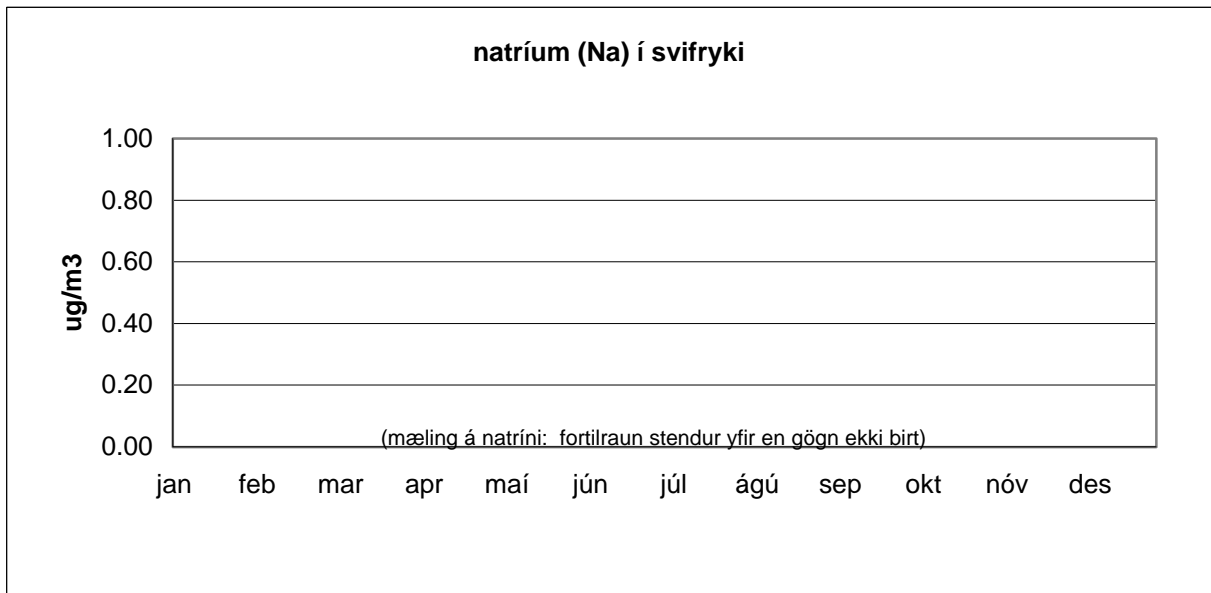 natríum (Na) í svifryki
1.00
0.80
0.60
0.40
0.20
0.00
ug/m3
(mæling á natríni:  fortilraun stendur yfir en gögn ekki birt)
jan feb mar apr maí jún júl ágú sep okt nóv des